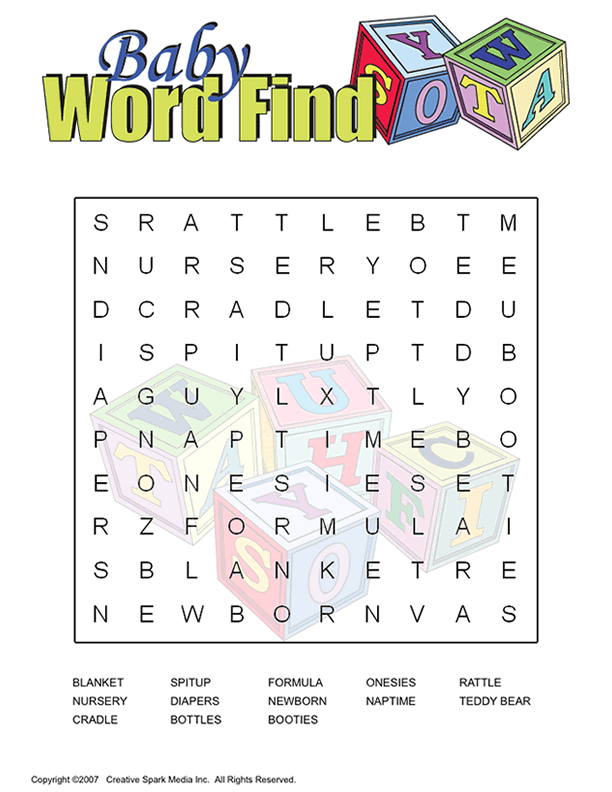 Baby
Word Find
S Y O W T A
S R A T T L E B T M
N U R S E R Y O E E
D C R A D L E T D U
I S P I T U P T D B
A G U Y L X T L Y O
P N A P T I M E B O
E O N E S I E S E T
R Z F O R M U L A I
S B L A N K E T R E
N E W B O R N V A S
W T A U H C F I Y S O
BLANKET SPITUP FORMULA ONESIES RATTLE
NURSERY DIAPERS NEWBORN NAPTIME TEDDY BEAR
CRADLE BOTTLES BOOTIES
Copyright ©2007 Creative Spark Media Inc. All Rights Reserved.